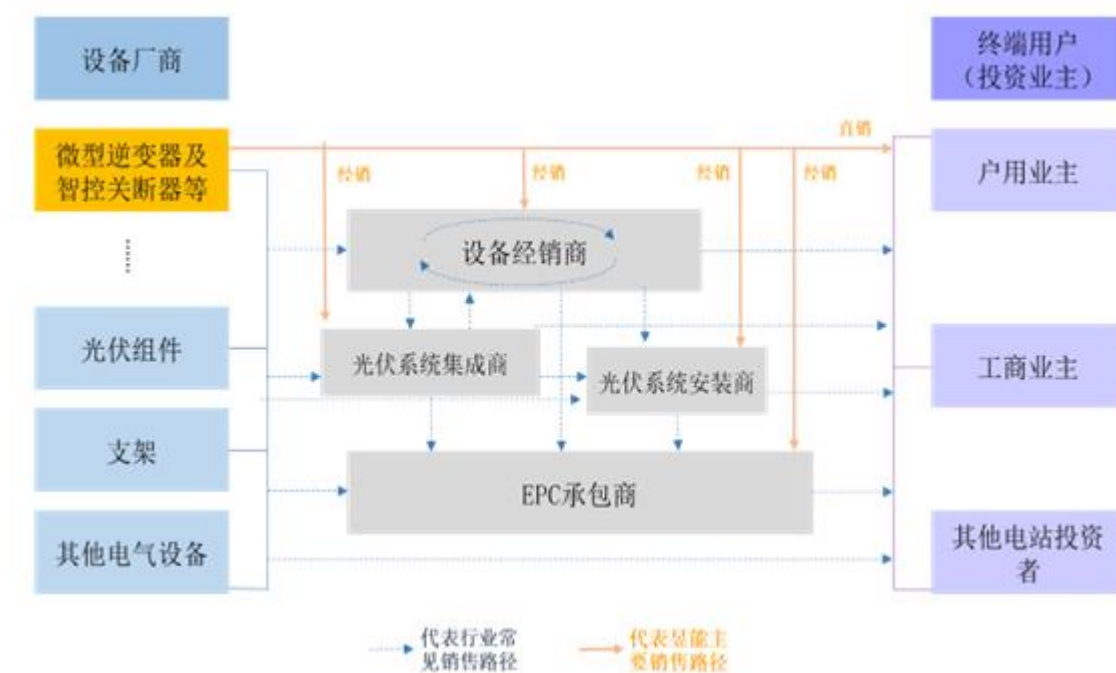 设备厂商
终端用户
（投资业主）
直销
微型逆变器及
智控关断器等
经销
经销
经销
经销
户用业主
设备经销商
光伏组件
光伏系统集成商
光伏系统安装商
工商业主
支架
EPC承包商
其他电气设备
其他电站投资
者
代表行业常
见销售路径
代表昱能主
要销售路径